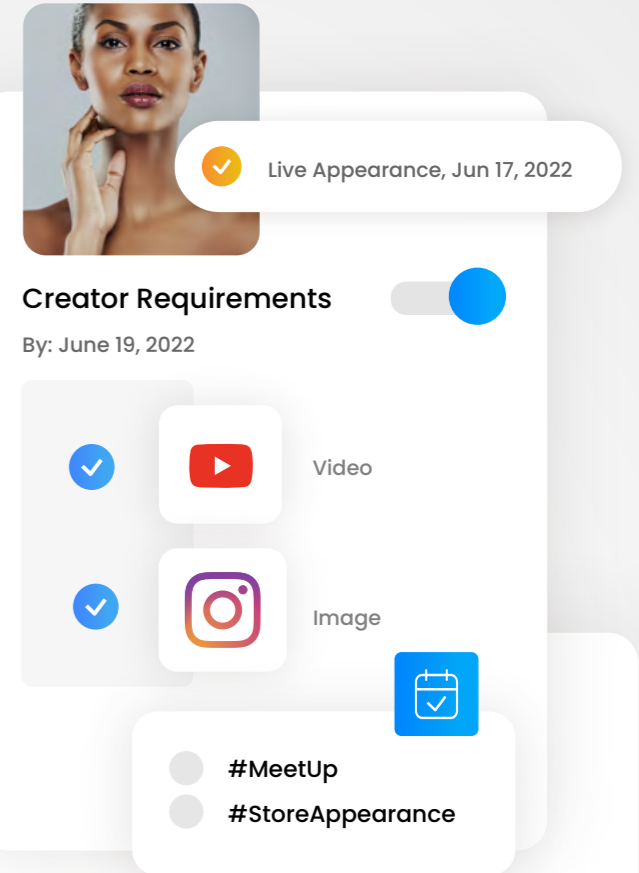 Live Appearance, Jun 17, 2022
Creator Requirements
By: June 19, 2022
Video
Image
#MeetUp
#StoreAppearance